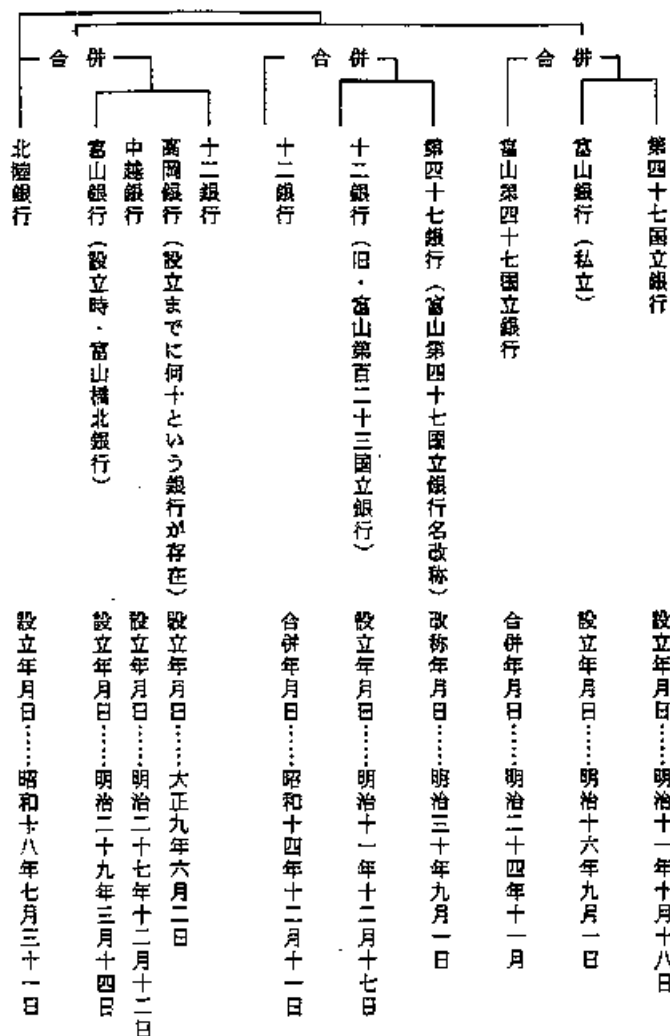 第四十七国立銀行 設立年月日……明治十一年十月十八日
富山銀行(私立) 設立年月日……明治十六年九月一日
合併
富山第四十七国立銀行 合併年月日……明治二十四年十一月
第四十七銀行(富山第四十七国立銀行名改称) 改称年月日……明治三十年九月一日
十二銀行(旧・富山第百二十三国立銀行) 設立年月日……明治十一年十二月十七日
合併
十二銀行 合併年月日……昭和十四年十二月十一日
十二銀行
高岡銀行(設立までに何十という銀行が存在) 設立年月日……大正九年六月二日
中越銀行 設立年月日……明治二十七年十二月十二日
富山銀行(設立時・富山橋北銀行) 設立年月日……明治二十九年三月十四日
合併
北陸銀行 設立年月日……昭和十八年七月三十一日